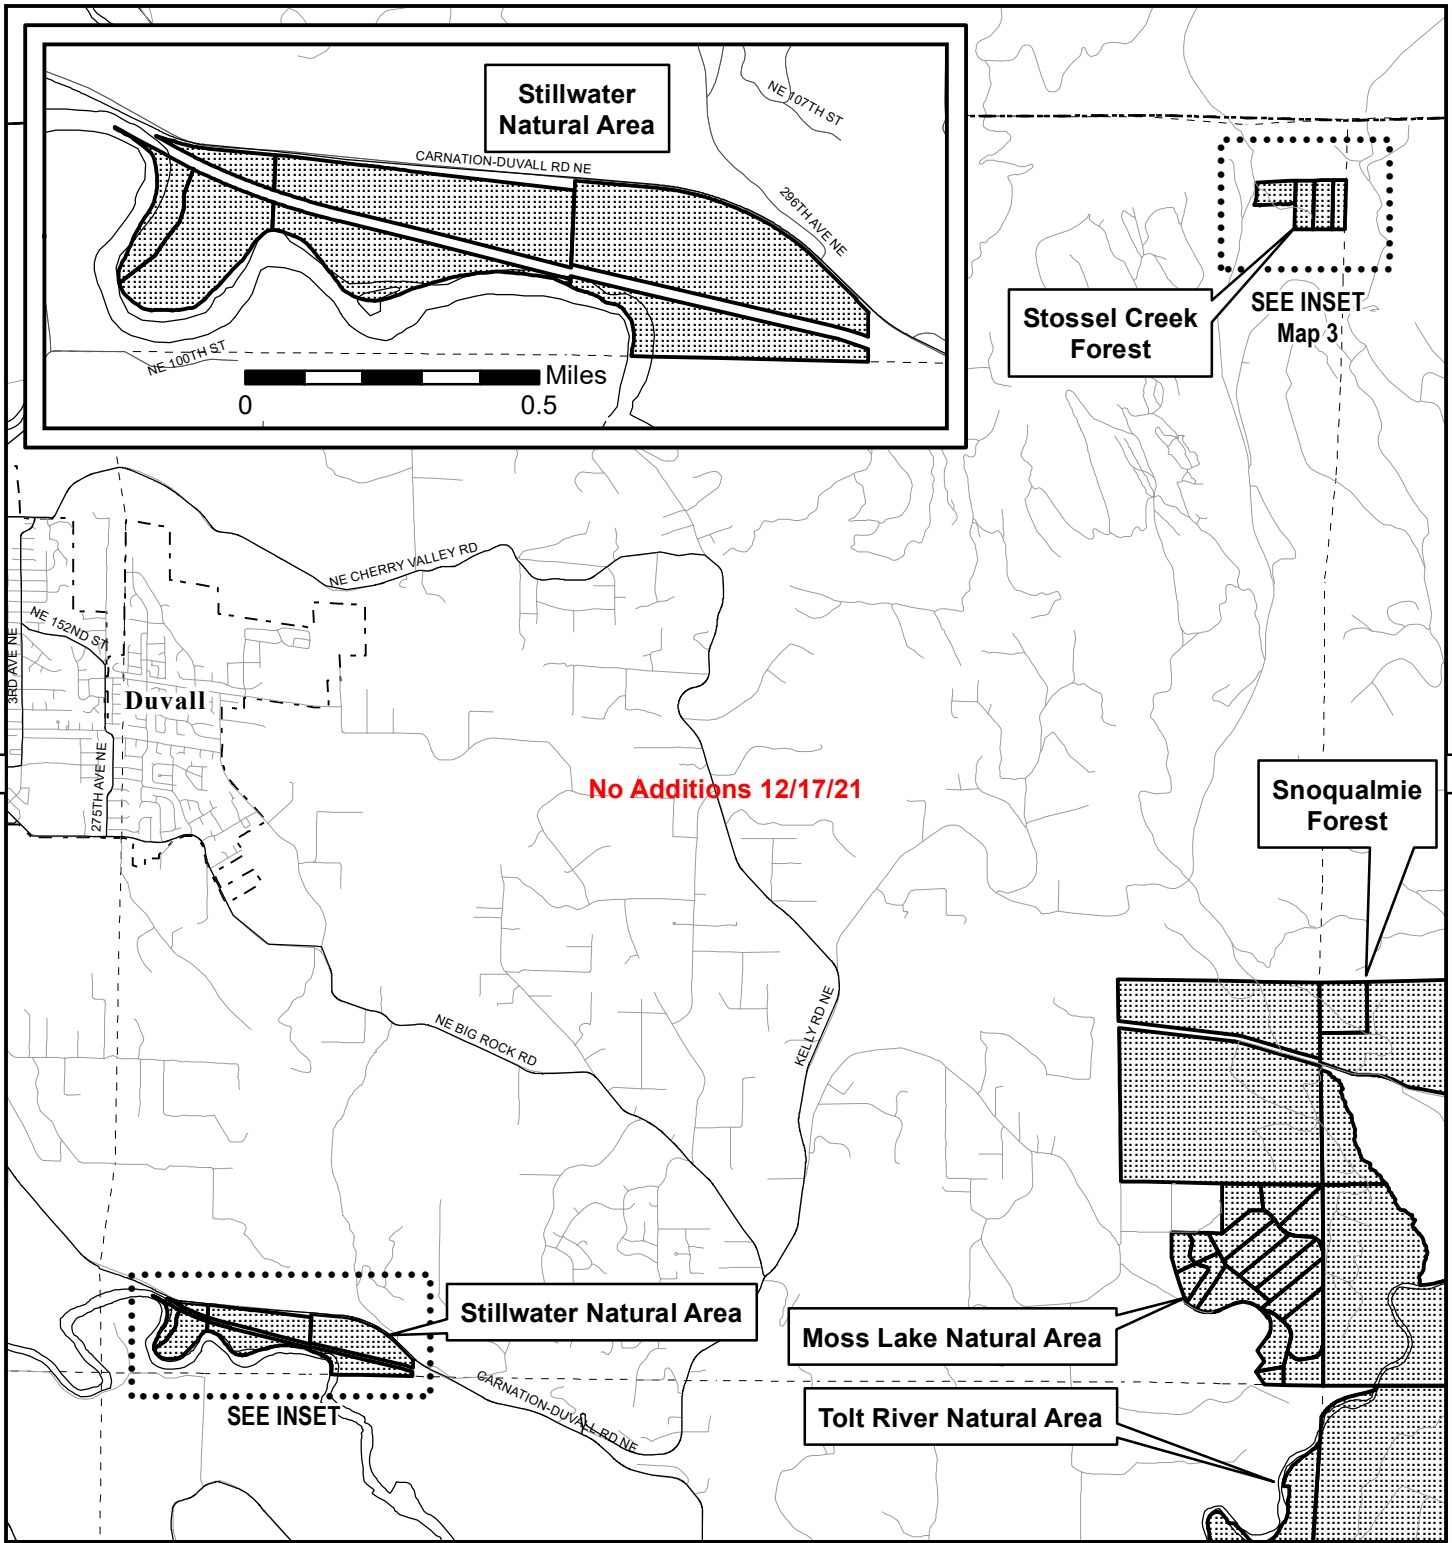 Stillwater
Natural Area
NE 107TH ST
CARNATION-DUVALL RD NE
296TH AVE NE
NE 100TH ST
Miles
0
0.5
Stossel Creek
Forest
SEE INSET
Map 3
NE CHERRY VALLEY RD
NE 152ND ST
3RD AVE NE
Duvall
275TH AVE NE
No Additions 12/17/21
Snoqualmie
Forest
NE BIG ROCK RD
KELLY RD NE
Stillwater Natural Area
Moss Lake Natural Area
SEE INSET
CARNATION-DUVALL RD NE
Tolt River Natural Area